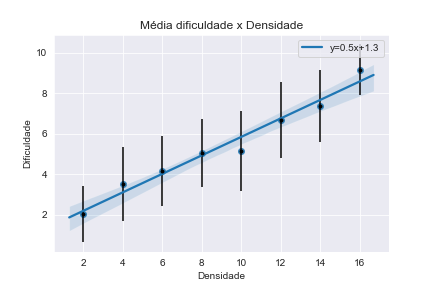 Média dificuldade x Densidade
y=0.5x+1.3
10
8
6
4
2
Dificuldade
2 4 6 8 10 12 14 16
Densidade